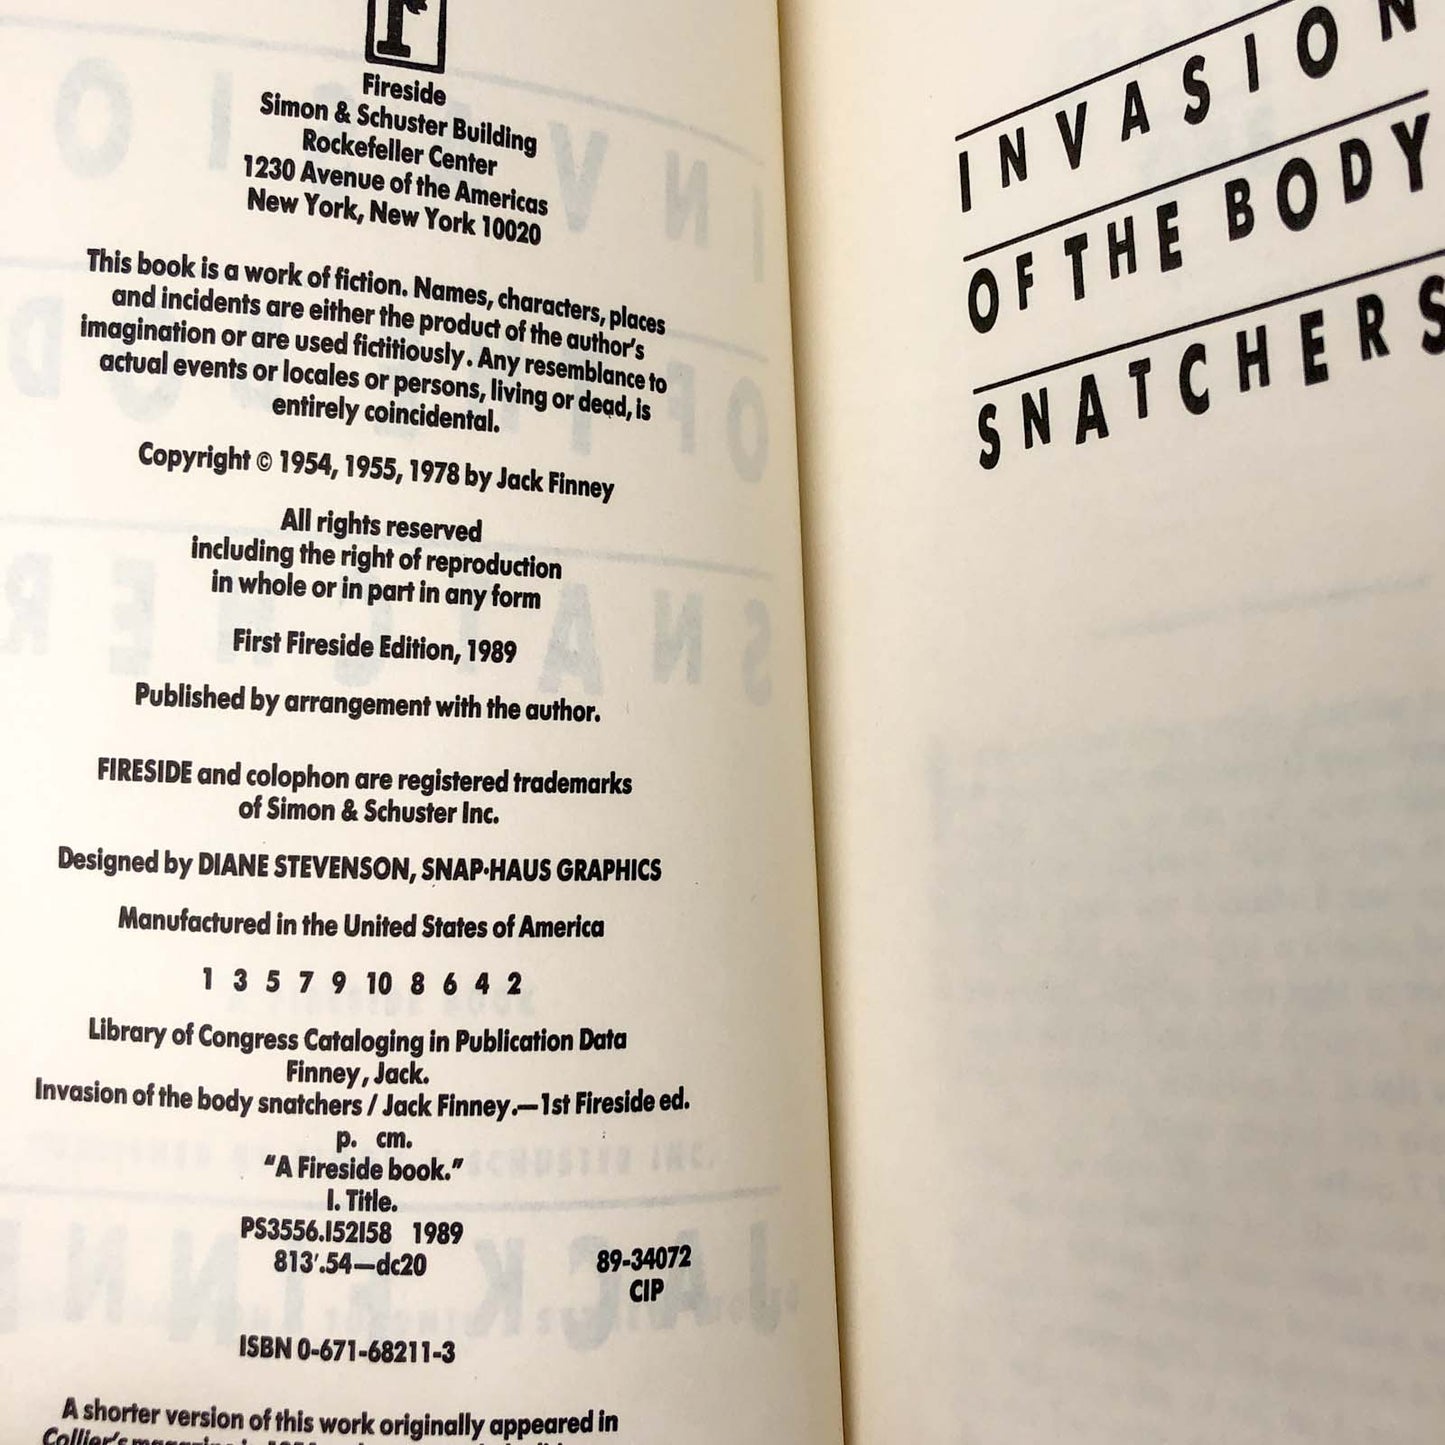 Fireside
Simon & Schuster Building
Rockefeller Center
1230 Avenue of the Americas
New York, New York 10020
This book is a work of fiction. Names, characters, places
and incidents are either the product of the author's
imagination or are used fictitiously. Any resemblance to
actual events or locales or persons, living or dead, is
entirely coincidental.
Copyright © 1954, 1955, 1978 by Jack Finney
All rights reserved
including the right of reproduction
in whole or in part in any form
First Fireside Edition, 1989
Published by arrangement with the author.
FIRESIDE and colophon are registered trademarks
of Simon & Schuster Inc.
Designed by DIANE STEVENSON, SNAP·HAUS GRAPHICS
Manufactured in the United States of America
1 3 5 7 9 10 8 6 4 2
Library of Congress Cataloging in Publication Data
Finney, Jack.
Invasion of the body snatchers / Jack Finney.—1st Fireside ed.
p. cm.
"A Fireside book."
I. Title.
PS3556.I52I58 1989
813'.54—dc20 89-34072
CIP
ISBN 0-671-68211-3
A shorter version of this work originally appeared in
Collier's
INVASION
OF THE BODY
SNATCHERS